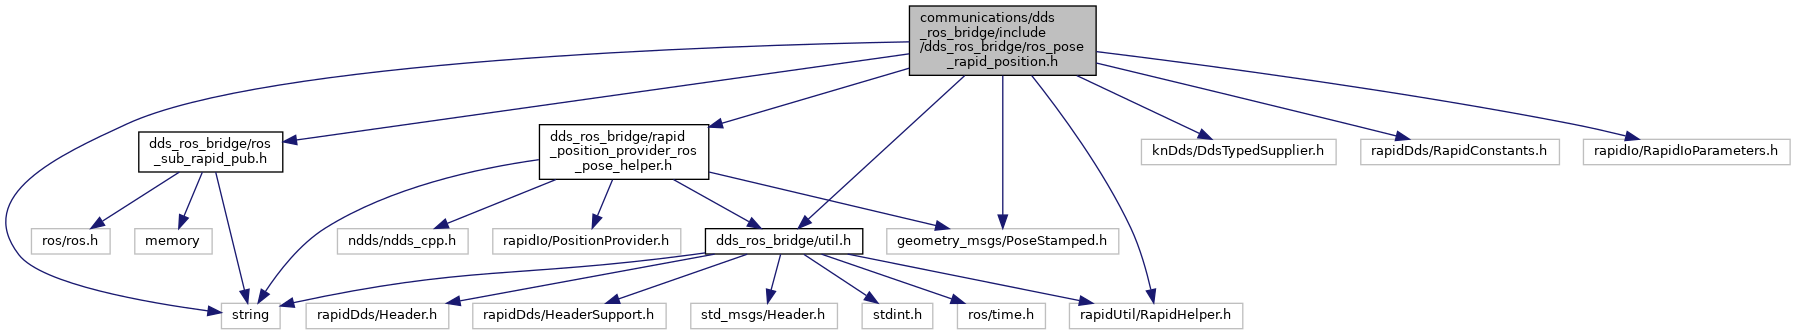 communications/dds
_ros_bridge/include
/dds_ros_bridge/ros_pose
_rapid_position.h
dds_ros_bridge/ros
_sub_rapid_pub.h
dds_ros_bridge/rapid
_position_provider_ros
_pose_helper.h
knDds/DdsTypedSupplier.h
rapidDds/RapidConstants.h
rapidIo/RapidIoParameters.h
ros/ros.h
memory
ndds/ndds_cpp.h
rapidIo/PositionProvider.h
dds_ros_bridge/util.h
geometry_msgs/PoseStamped.h
string
rapidDds/Header.h
rapidDds/HeaderSupport.h
std_msgs/Header.h
stdint.h
ros/time.h
rapidUtil/RapidHelper.h